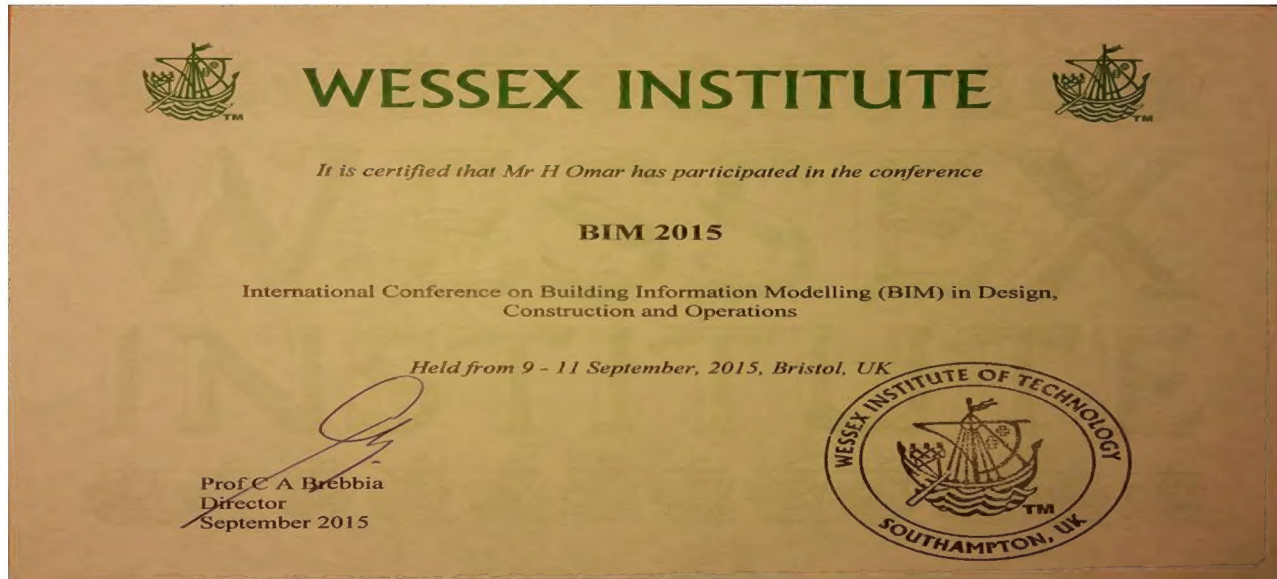 WESSEX INSTITUTE
TM
TM
It is certified that Mr H Omar has participated in the conference
BIM 2015
International Conference on Building Information Modelling (BIM) in Design,
Construction and Operations
Held from 9 - 11 September, 2015, Bristol, UK
Prof C A Brebbia
Director
September 2015
WESSEX INSTITUTE OF TECHNOLOGY
TM
SOUTHAMPTON, UK
WESSEX
INSTITUTE